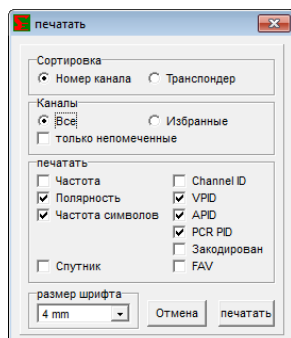 печатать
Сортировка
Номер канала Транспондер
Каналы
Все Избранные
только непомеченные
печатать
Частота Channel ID
Полярность VPID
Частота символов APID
PCR PID
Закодирован
Спутник FAV
размер шрифта
4 mm Отмена печатать